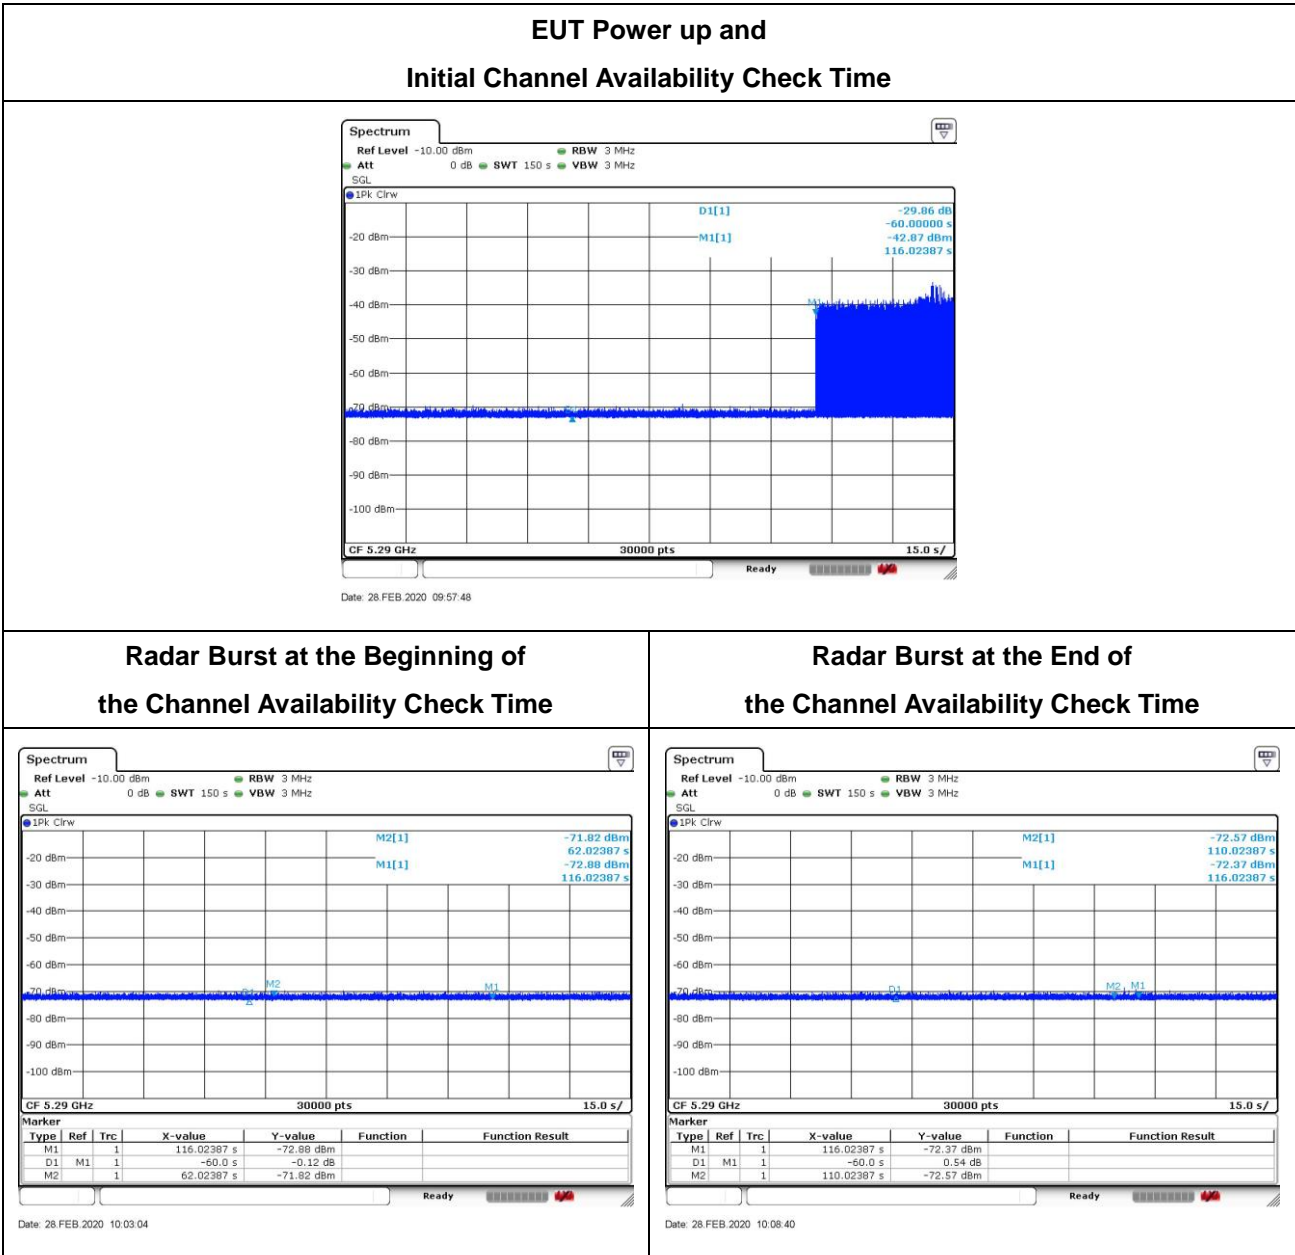 EUT Power up and
Initial Channel Availability Check Time
Spectrum
Ref Level -10.00 dBm RBW 3 MHz
Att 0 dB SWT 150 s VBW 3 MHz
SGL
1Pk Clrw
D1[1] -29.86 dB
-60.00000 s
-20 dBm M1[1] -42.87 dBm
116.02387 s
-30 dBm
-40 dBm M1
-50 dBm
-60 dBm
-70 dBm
-80 dBm
-90 dBm
-100 dBm
CF 5.29 GHz 30000 pts 15.0 s/
Ready
Date: 28.FEB.2020 09:57:48
Radar Burst at the Beginning of
the Channel Availability Check Time
Spectrum
Ref Level -10.00 dBm RBW 3 MHz
Att 0 dB SWT 150 s VBW 3 MHz
SGL
1Pk Clrw
M2[1] -71.82 dBm
62.02387 s
-20 dBm M1[1] -72.88 dBm
116.02387 s
-30 dBm
-40 dBm
-50 dBm
-60 dBm
M2 M1
-70 dBm D1
-80 dBm
-90 dBm
-100 dBm
CF 5.29 GHz 30000 pts 15.0 s/
Marker
Type Ref Trc X-value Y-value Function Function Result
M1 1 116.02387 s -72.88 dBm
D1 M1 1 -60.0 s -0.12 dB
M2 1 62.02387 s -71.82 dBm
Ready
Date: 28.FEB.2020 10:03:04
Radar Burst at the End of
the Channel Availability Check Time
Spectrum
Ref Level -10.00 dBm RBW 3 MHz
Att 0 dB SWT 150 s VBW 3 MHz
SGL
1Pk Clrw
M2[1] -72.57 dBm
110.02387 s
-20 dBm M1[1] -72.37 dBm
116.02387 s
-30 dBm
-40 dBm
-50 dBm
-60 dBm
M2 M1
-70 dBm D1
-80 dBm
-90 dBm
-100 dBm
CF 5.29 GHz 30000 pts 15.0 s/
Marker
Type Ref Trc X-value Y-value Function Function Result
M1 1 116.02387 s -72.37 dBm
D1 M1 1 -60.0 s 0.54 dB
M2 1 110.02387 s -72.57 dBm
Ready
Date: 28.FEB.2020 10:08:40